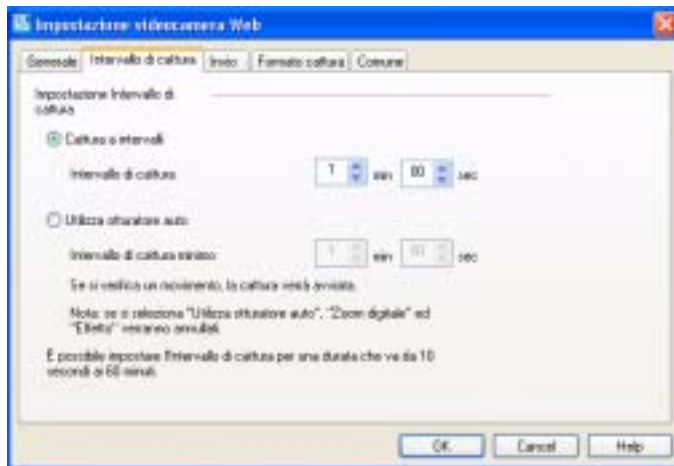 Impostazione videocamera Web
Generale Intervallo di cattura Invio Formato cattura Comune
Impostazione Intervallo di
cattura
Cattura a intervalli
Intervallo di cattura 1 min 00 sec
Utilizza otturatore auto
Intervallo di cattura minimo 1 min 00 sec
Se si verifica un movimento, la cattura verrà avviata.
Nota: se si seleziona "Utilizza otturatore auto", "Zoom digitale" ed
"Effetto" verranno annullati.
È possibile impostare l'intervallo di cattura per una durata che va da 10
secondi ai 60 minuti.
OK Cancel Help